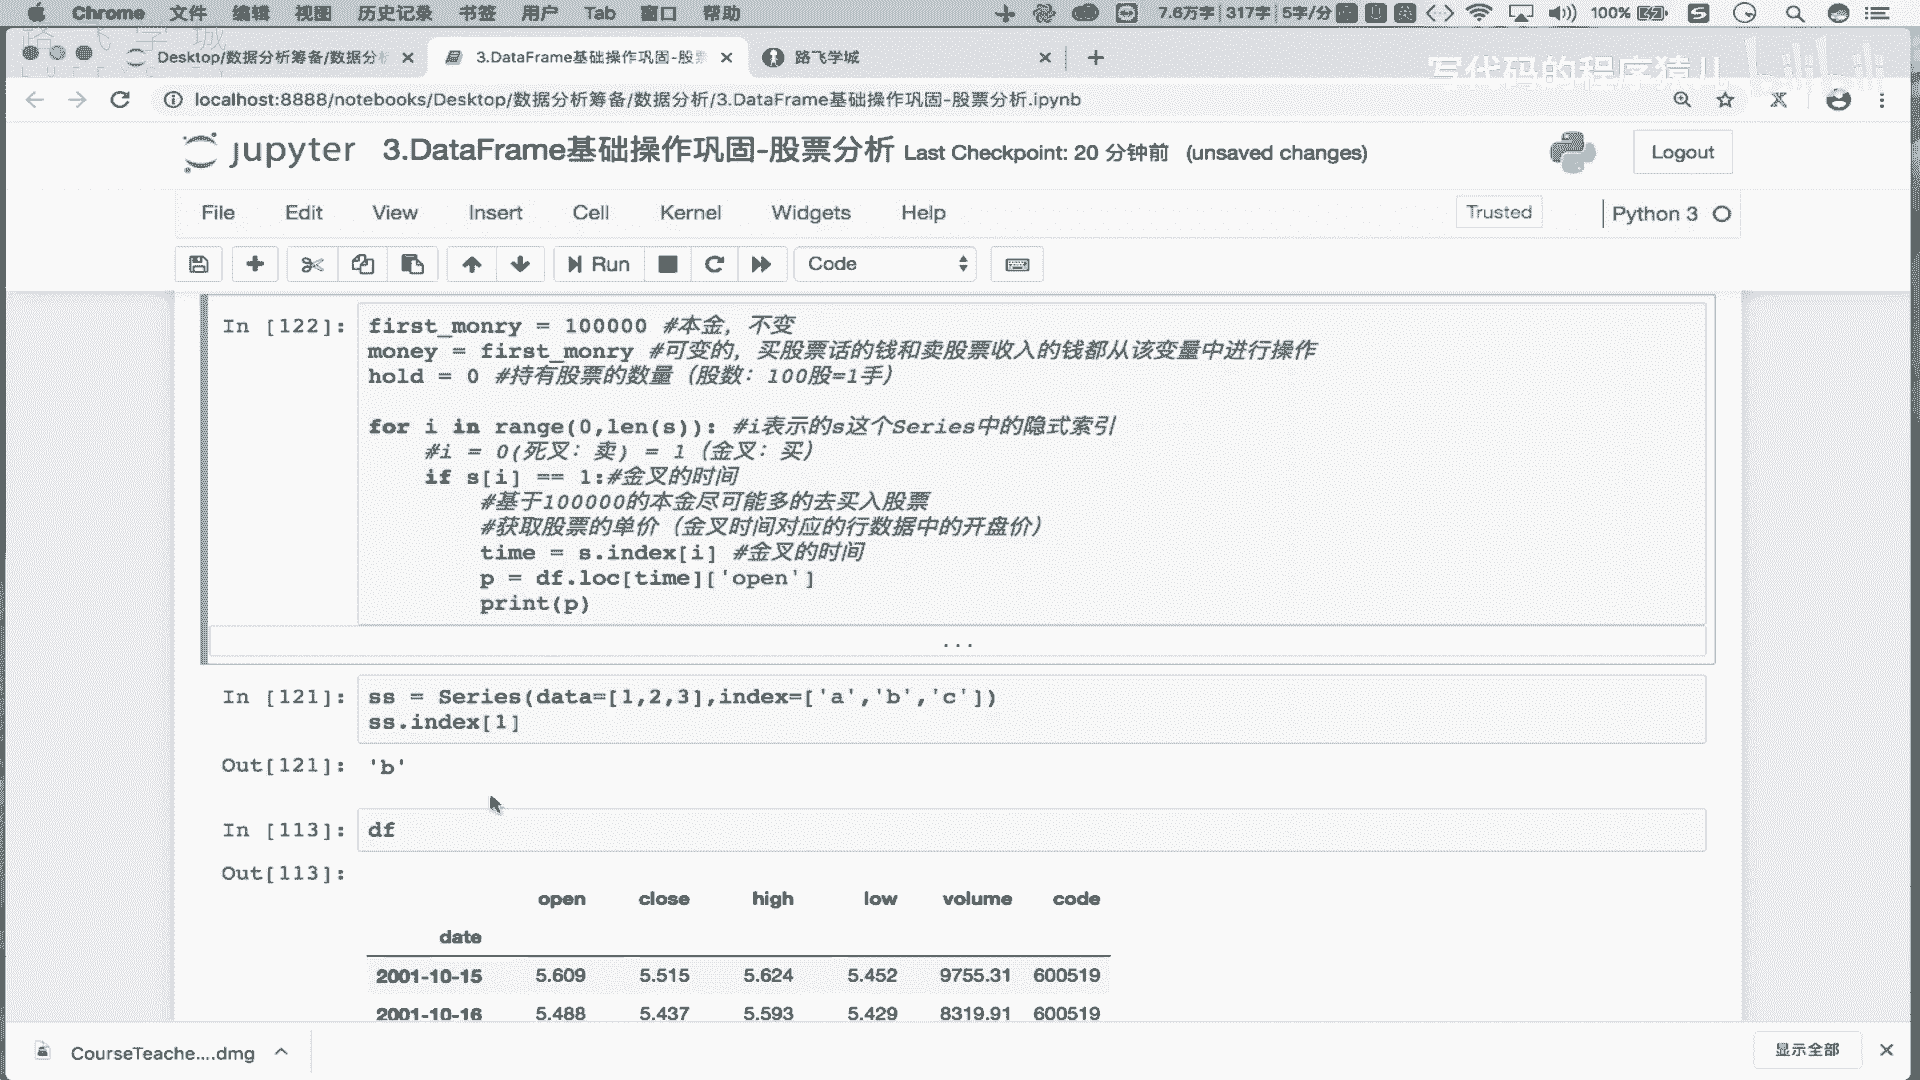 Chrome 文件 编辑 视图 历史记录 书签 用户 Tab 窗口 帮助 7.6万字 317字 5字/分 100%
路飞学城
Desktop/数据分析筹备/数据分析 3.DataFrame基础操作巩固-股票 路飞学城
写代码的程序猿儿 bilibili
localhost:8888/notebooks/Desktop/数据分析筹备/数据分析/3.DataFrame基础操作巩固-股票分析.ipynb
jupyter 3.DataFrame基础操作巩固-股票分析 Last Checkpoint: 20 分钟前 (unsaved changes) Logout
File Edit View Insert Cell Kernel Widgets Help Trusted Python 3
Run Code
In [122]: first_monry = 100000 #本金, 不变
money = first_monry #可变的, 买股票话的钱和卖股票收入的钱都从该变量中进行操作
hold = 0 #持有股票的数量（股数: 100股=1手）
for i in range(0,len(s)): #i表示的s这个Series中的隐式索引
#i = 0(死叉: 卖) = 1（金叉: 买）
if s[i] == 1:#金叉的时间
#基于100000的本金尽可能多的去买入股票
#获取股票的单价（金叉时间对应的行数据中的开盘价）
time = s.index[i] #金叉的时间
p = df.loc[time]['open']
print(p)
...
In [121]: ss = Series(data=[1,2,3],index=['a','b','c'])
ss.index[1]
Out[121]: 'b'
In [113]: df
Out[113]:
open close high low volume code
date
2001-10-15 5.609 5.515 5.624 5.452 9755.31 600519
2001-10-16 5.488 5.437 5.593 5.429 8319.91 600519
CourseTeache....dmg 显示全部